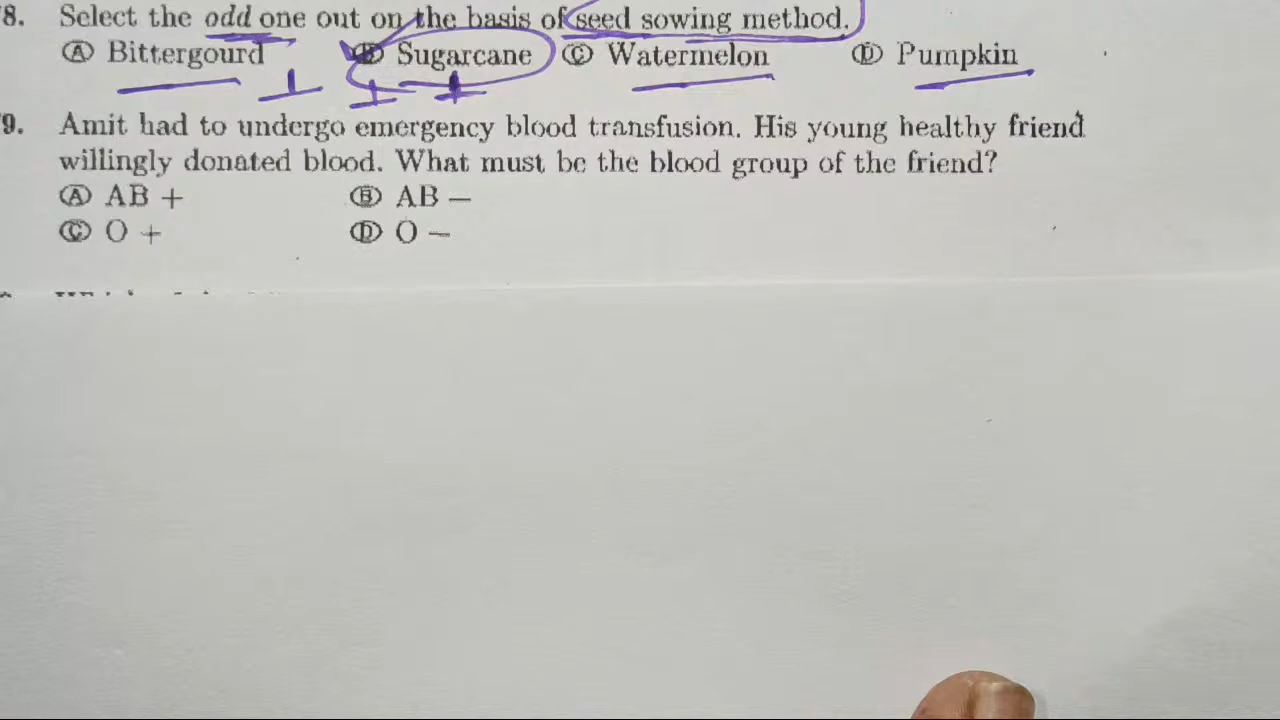 8. Select the odd one out on the basis of seed sowing method.
Ⓐ Bittergourd Ⓑ Sugarcane Ⓒ Watermelon Ⓓ Pumpkin
9. Amit had to undergo emergency blood transfusion. His young healthy friend
willingly donated blood. What must be the blood group of the friend?
Ⓐ AB + Ⓑ AB –
Ⓒ O + Ⓓ O –